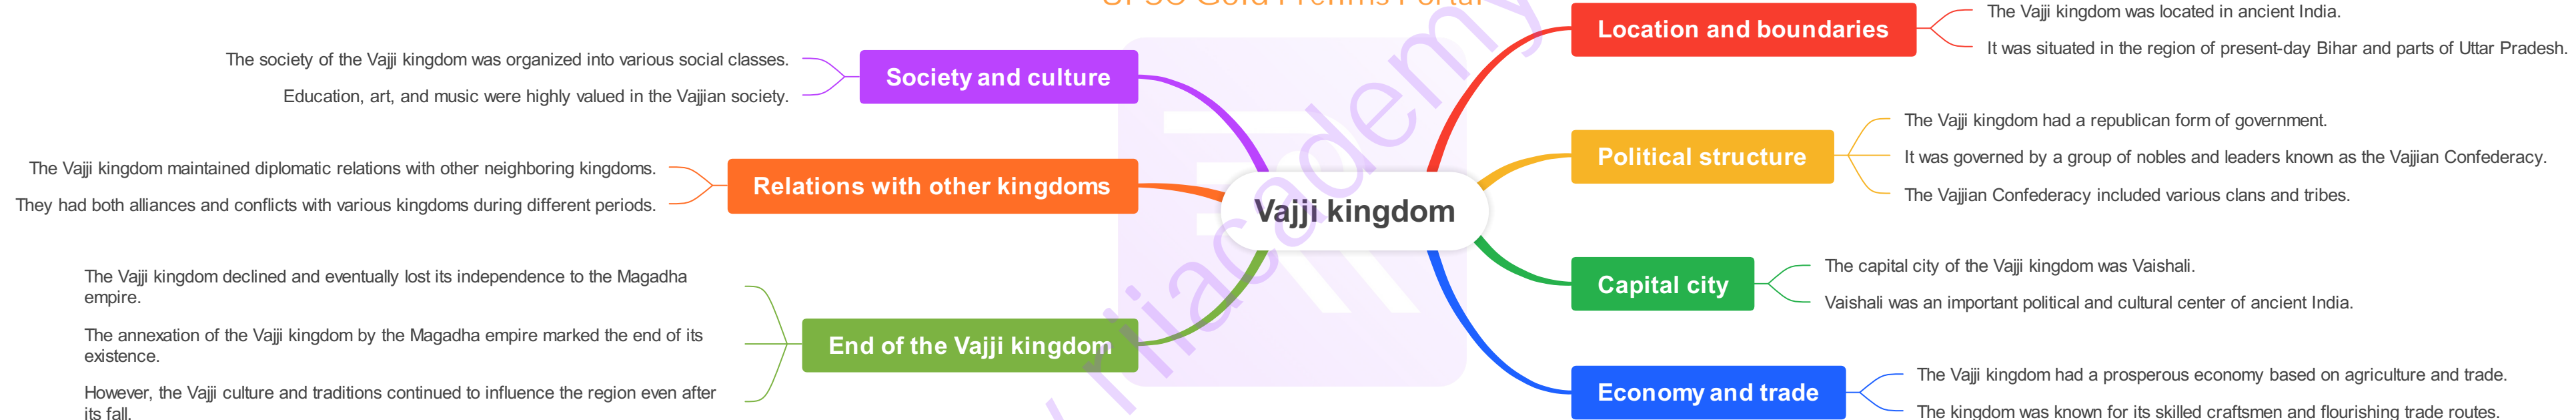 UPSC Gold Prelims Portal
Society and culture
The society of the Vajji kingdom was organized into various social classes.
Education, art, and music were highly valued in the Vajjian society.
Relations with other kingdoms
The Vajji kingdom maintained diplomatic relations with other neighboring kingdoms.
They had both alliances and conflicts with various kingdoms during different periods.
End of the Vajji kingdom
The Vajji kingdom declined and eventually lost its independence to the Magadha
empire.
The annexation of the Vajji kingdom by the Magadha empire marked the end of its
existence.
However, the Vajji culture and traditions continued to influence the region even after
its fall.
Vajji kingdom
Location and boundaries
The Vajji kingdom was located in ancient India.
It was situated in the region of present-day Bihar and parts of Uttar Pradesh.
Political structure
The Vajji kingdom had a republican form of government.
It was governed by a group of nobles and leaders known as the Vajjian Confederacy.
The Vajjian Confederacy included various clans and tribes.
Capital city
The capital city of the Vajji kingdom was Vaishali.
Vaishali was an important political and cultural center of ancient India.
Economy and trade
The Vajji kingdom had a prosperous economy based on agriculture and trade.
The kingdom was known for its skilled craftsmen and flourishing trade routes.